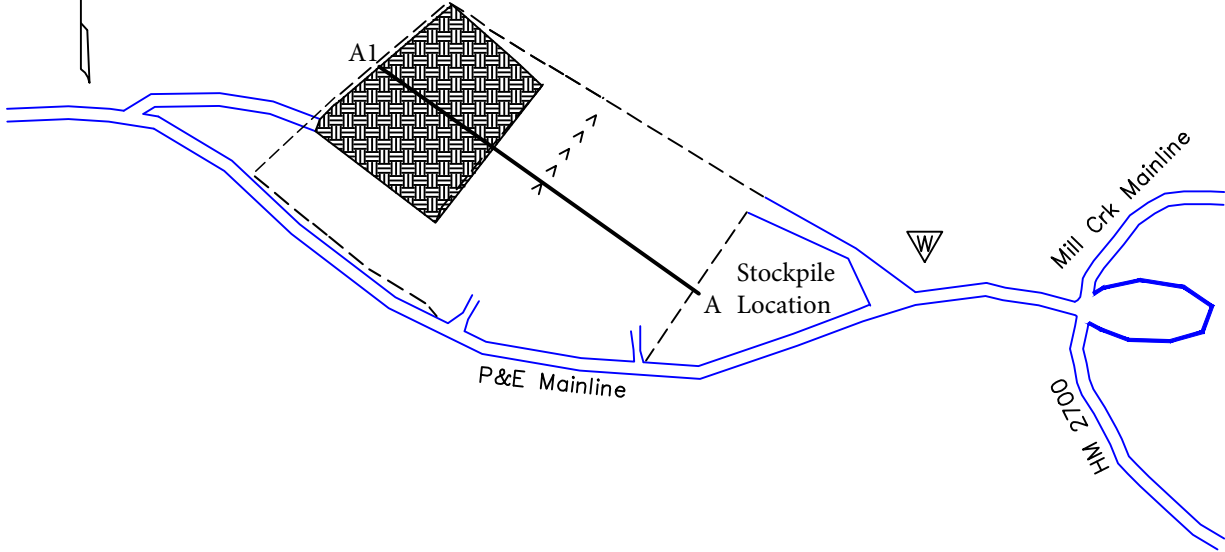 A1
W
Mill Crk Mainline
Stockpile
A Location
P&E Mainline
HM 2700